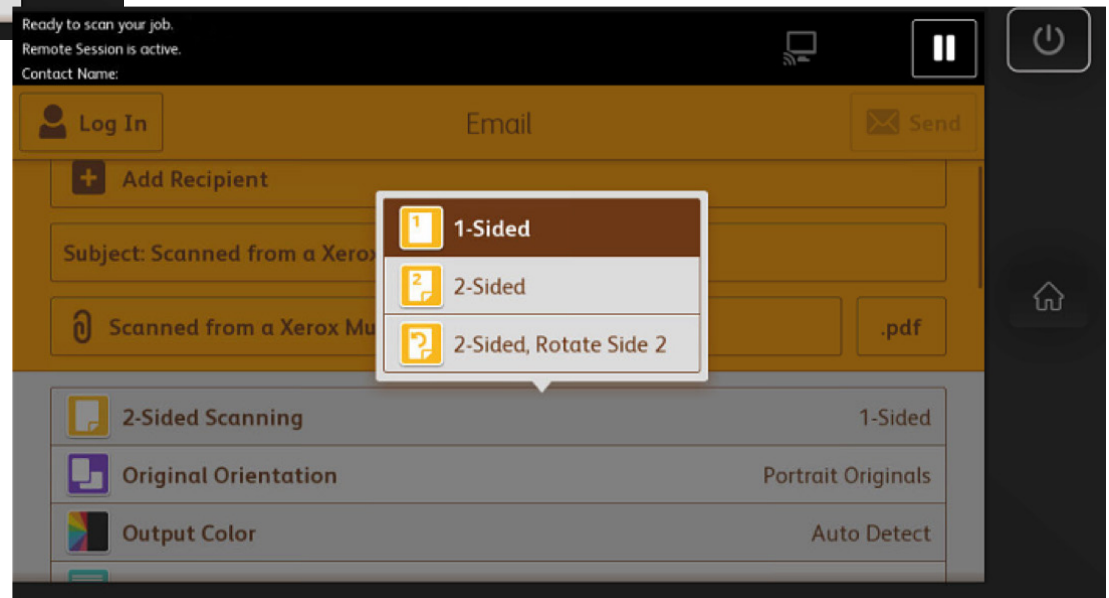 Ready to scan your job.
Remote Session is active.
Contact Name:
Log In
Email
Send
Add Recipient
Subject: Scanned from a Xerox
Scanned from a Xerox Mu
.pdf
1
1-Sided
2
2-Sided
2-Sided, Rotate Side 2
2-Sided Scanning
1-Sided
Original Orientation
Portrait Originals
Output Color
Auto Detect